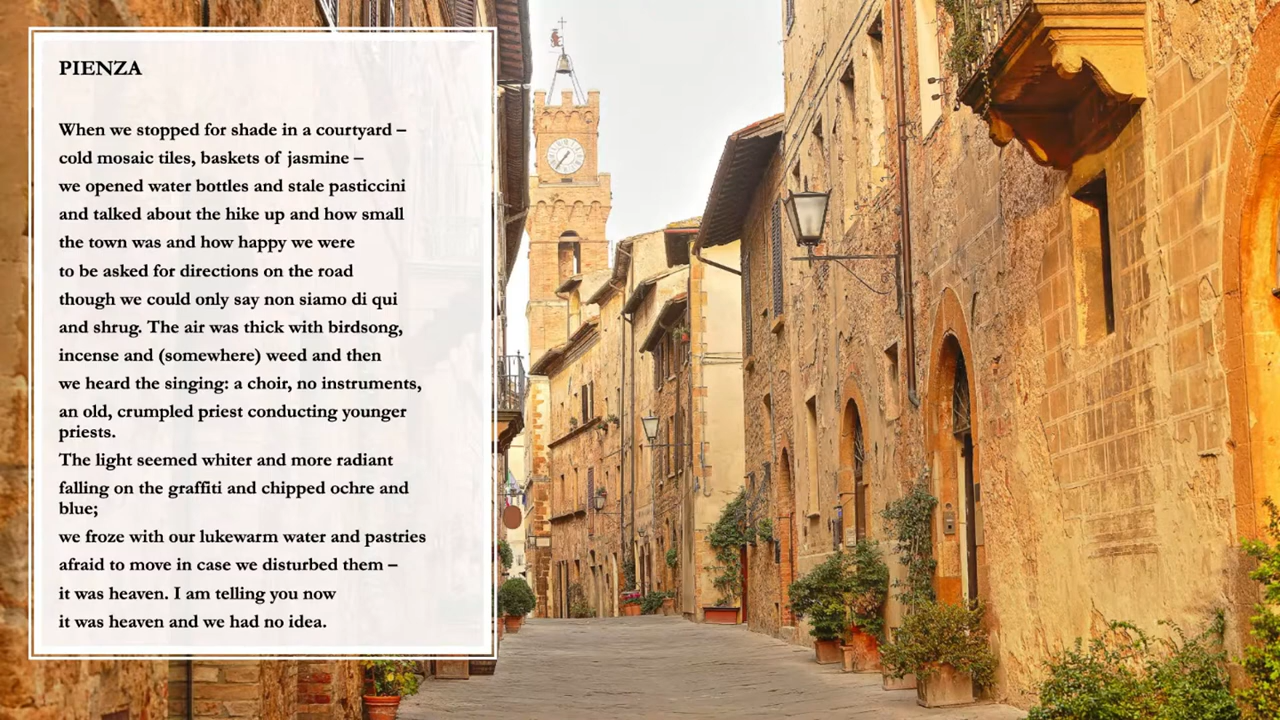 PIENZA
When we stopped for shade in a courtyard –
cold mosaic tiles, baskets of jasmine –
we opened water bottles and stale pasticcini
and talked about the hike up and how small
the town was and how happy we were
to be asked for directions on the road
though we could only say non siamo di qui
and shrug. The air was thick with birdsong,
incense and (somewhere) weed and then
we heard the singing: a choir, no instruments,
an old, crumpled priest conducting younger
priests.
The light seemed whiter and more radiant
falling on the graffiti and chipped ochre and
blue;
we froze with our lukewarm water and pastries
afraid to move in case we disturbed them –
it was heaven. I am telling you now
it was heaven and we had no idea.